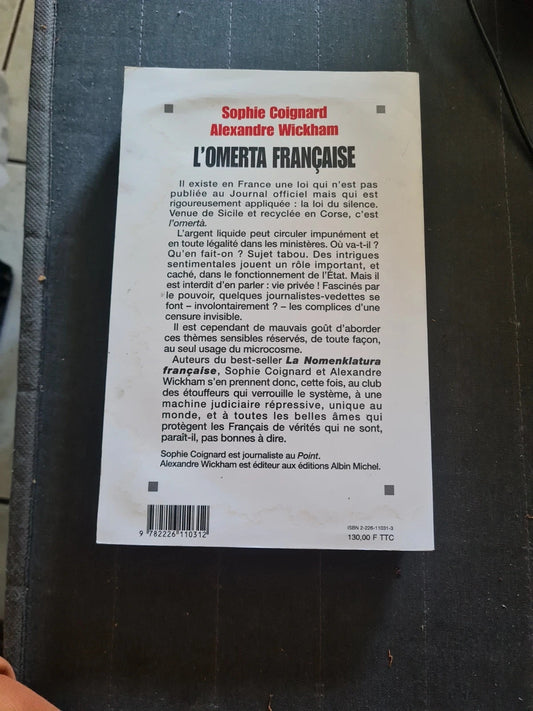 Sophie Coignard
Alexandre Wickham
L'OMERTA FRANÇAISE
Il existe en France une loi qui n'est pas
publiée au Journal officiel mais qui est
rigoureusement appliquée : la loi du silence.
Venue de Sicile et recyclée en Corse, c'est
l'omertà.
L'argent liquide peut circuler impunément et
en toute légalité dans les ministères. Où va-t-il ?
Qu'en fait-on ? Sujet tabou. Des intrigues
sentimentales jouent un rôle important, et
caché, dans le fonctionnement de l'État. Mais il
est interdit d'en parler : vie privée ! Fascinés par
le pouvoir, quelques journalistes-vedettes se
font – involontairement ? – les complices d'une
censure invisible.
Il est cependant de mauvais goût d'aborder
ces thèmes sensibles réservés, de toute façon,
au seul usage du microcosme.
Auteurs du best-seller La Nomenklatura
française, Sophie Coignard et Alexandre
Wickham s'en prennent donc, cette fois, au club
des étouffeurs qui verrouille le système, à une
machine judiciaire répressive, unique au
monde, et à toutes les belles âmes qui
protègent les Français de vérités qui ne sont,
paraît-il, pas bonnes à dire.
Sophie Coignard est journaliste au Point.
Alexandre Wickham est éditeur aux éditions Albin Michel.
9 782226 110312
ISBN 2-226-11031-3
130,00 F TTC